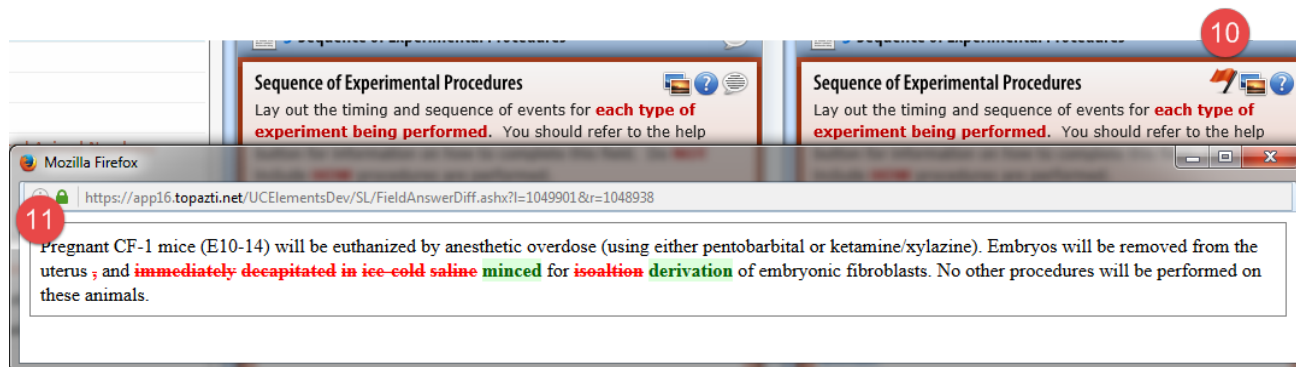 10
Sequence of Experimental Procedures
Lay out the timing and sequence of events for each type of
experiment being performed. You should refer to the help
Sequence of Experimental Procedures
Lay out the timing and sequence of events for each type of
experiment being performed. You should refer to the help
Mozilla Firefox
https://app16.topazti.net/UCElementsDev/SL/FieldAnswerDiff.ashx?l=1049901&r=1048938
11
Pregnant CF-1 mice (E10-14) will be euthanized by anesthetic overdose (using either pentobarbital or ketamine/xylazine). Embryos will be removed from the
uterus , and immediately decapitated in ice-cold saline minced for isoaltion derivation of embryonic fibroblasts. No other procedures will be performed on
these animals.